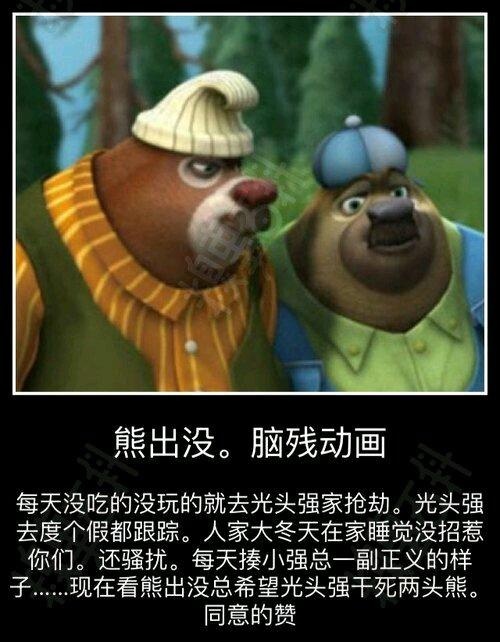 熊出没。脑残动画
每天没吃的没玩的就去光头强家抢劫。光头强
去度个假都跟踪。人家大冬天在家睡觉没招惹
你们。还骚扰。每天揍小强总一副正义的样
子……现在看熊出没总希望光头强干死两头熊。
同意的赞